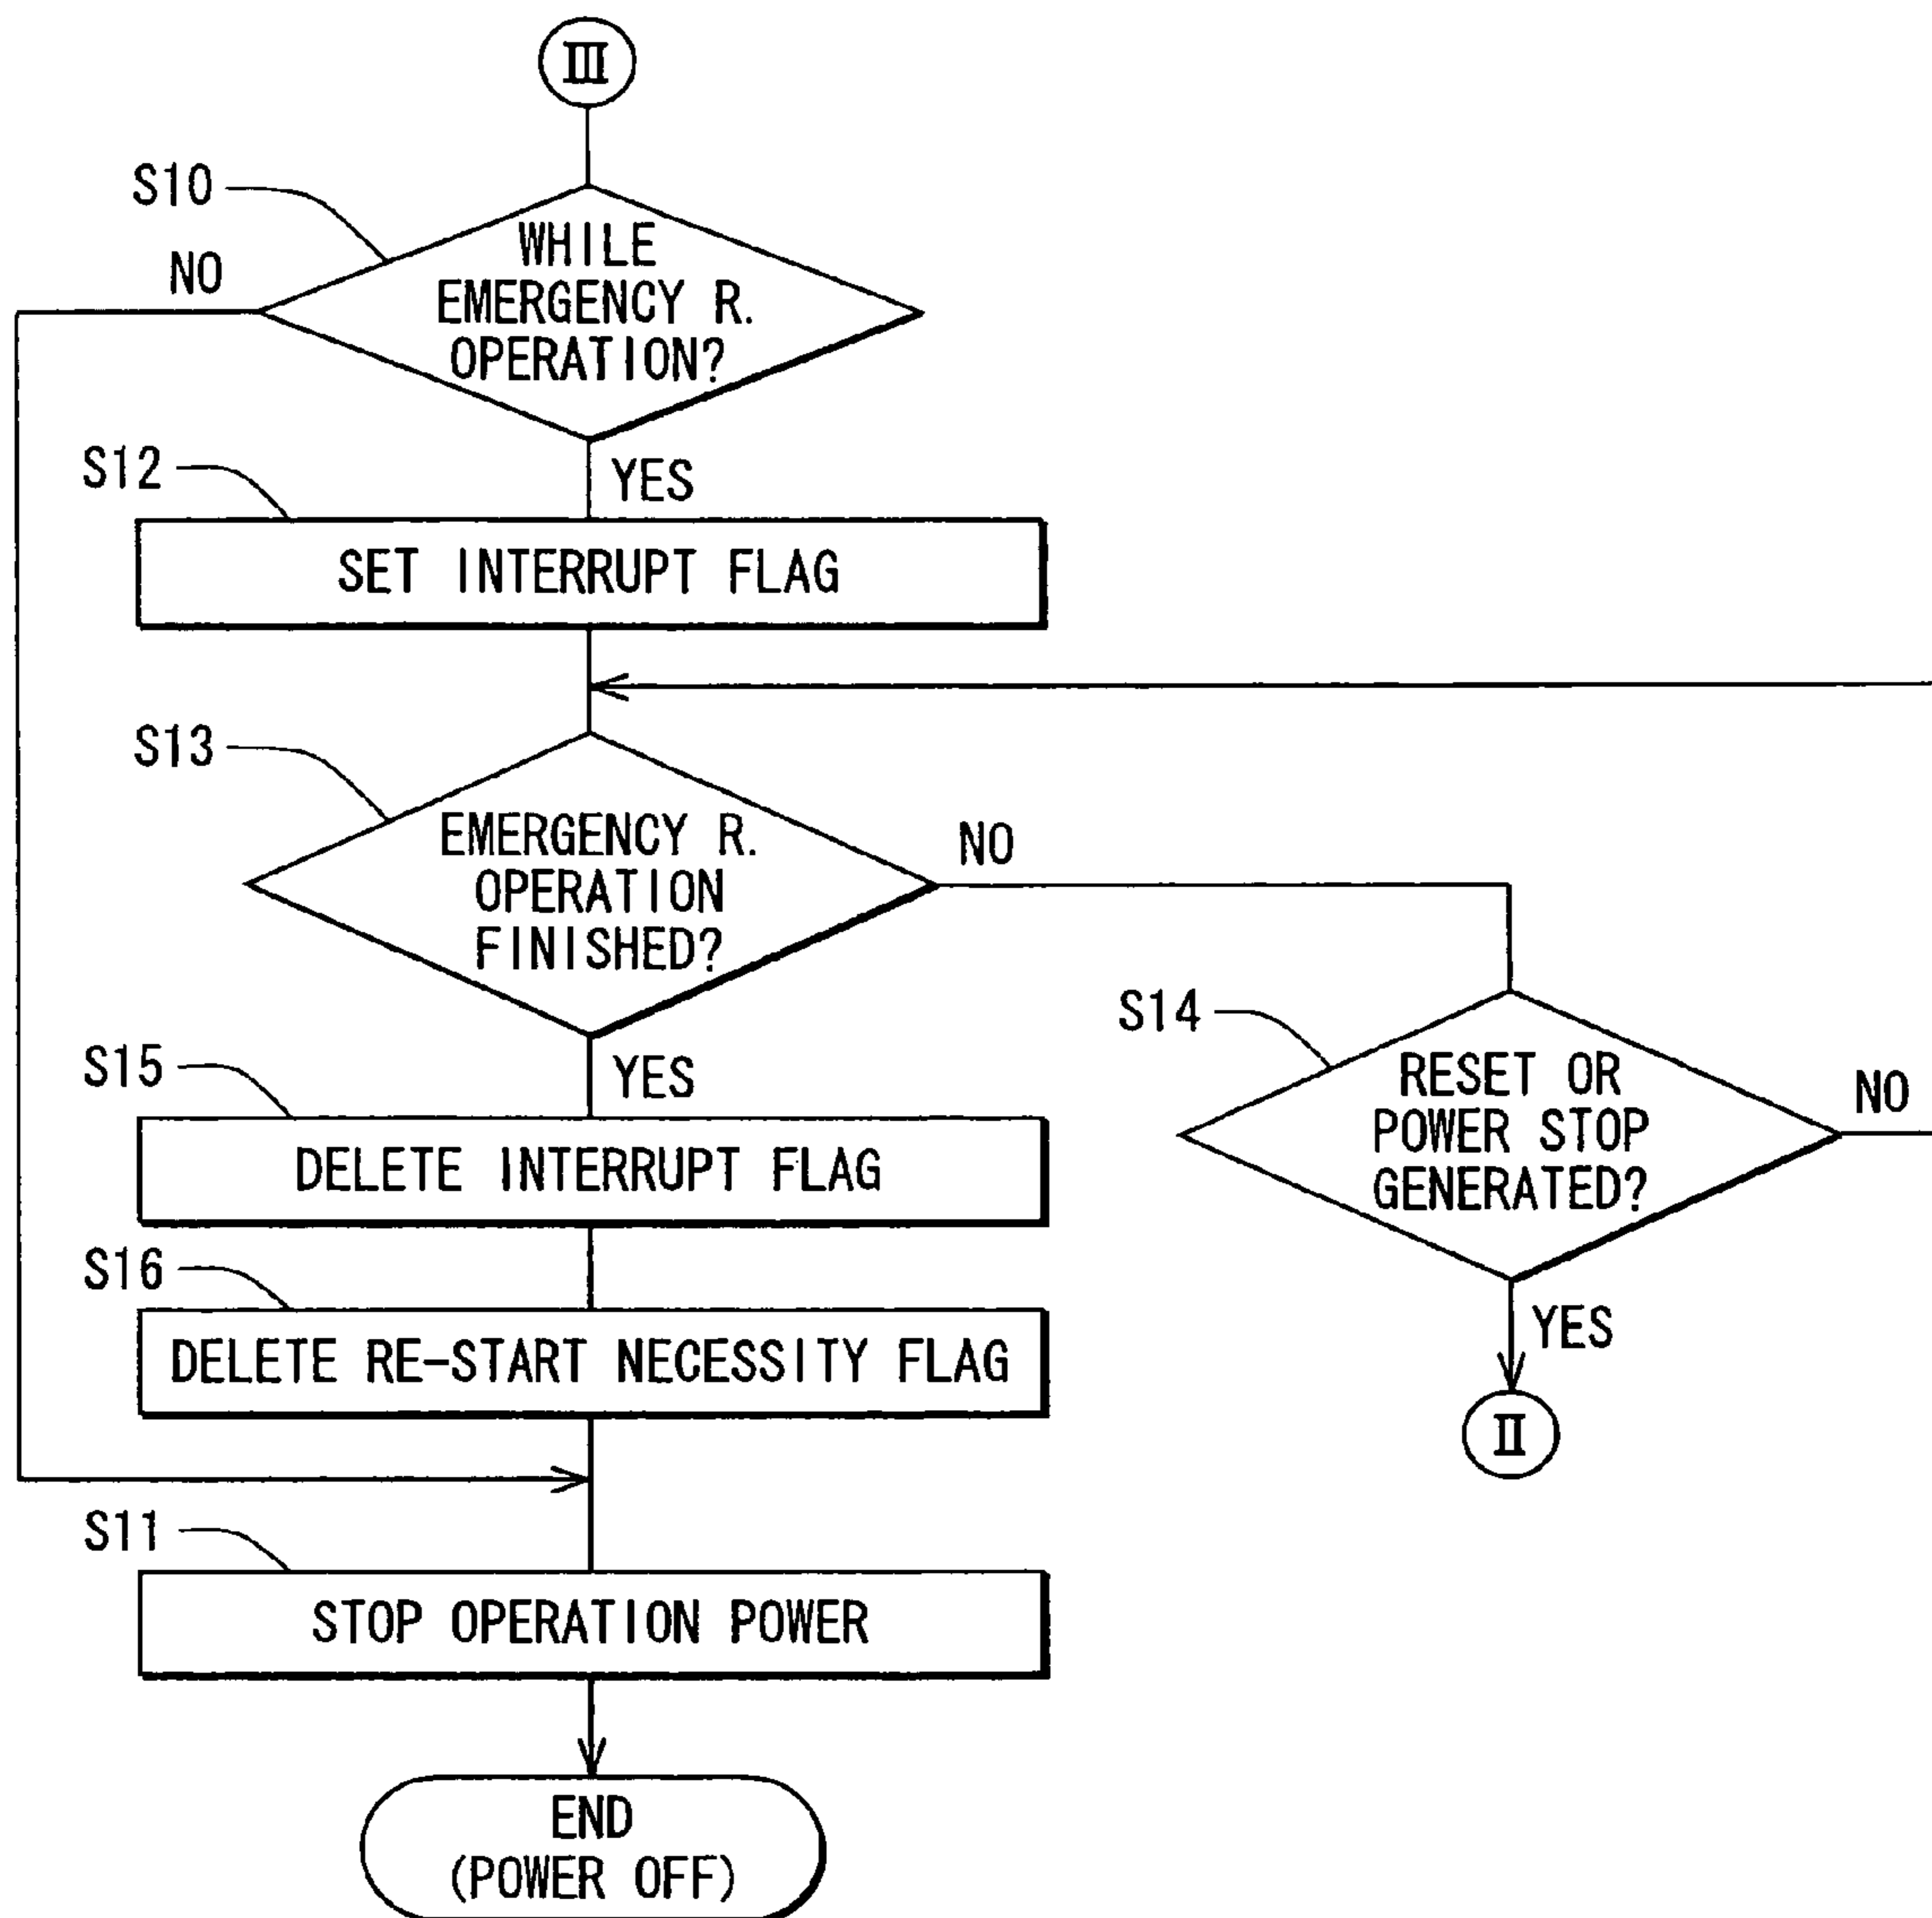 III
S10
NO
WHILE
EMERGENCY R.
OPERATION?
S12
YES
SET INTERRUPT FLAG
S13
EMERGENCY R.
OPERATION
FINISHED?
NO
S14
RESET OR
POWER STOP
GENERATED?
NO
YES
II
S15
YES
DELETE INTERRUPT FLAG
S16
DELETE RE-START NECESSITY FLAG
S11
STOP OPERATION POWER
END
(POWER OFF)